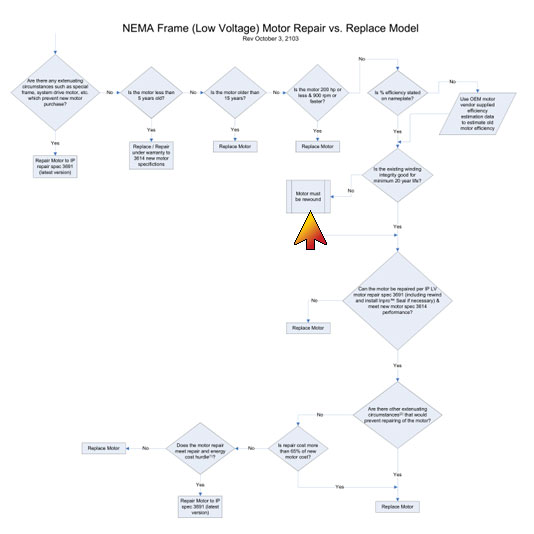 NEMA Frame (Low Voltage) Motor Repair vs. Replace Model
Rev October 3, 2103
Are there any extenuating
circumstances such as special
frame, system drive motor, etc.
which prevent new motor
purchase?
No
Is the motor less than
5 years old?
No
Is the motor older than
15 years?
No
Is the motor 200 hp or
less & 900 rpm or
faster?
No
Is % efficiency stated
on nameplate?
No
Use OEM motor
vendor supplied
efficiency
estimation data
to estimate old
motor efficiency
Yes
Repair Motor to IP
repair spec 3691
(latest version)
Yes
Replace / Repair
under warranty to
3614 new motor
specifictions
Yes
Replace Motor
Yes
Replace Motor
Yes
Is the existing winding
integrity good for
minimum 20 year life?
No
Motor must
be rewound
Yes
Can the motor be repaired per IP LV
motor repair spec 3691 (including rewind
and install Inpro™ Seal if necessary) &
meet new motor spec 3614
performance?
No
Replace Motor
Yes
Are there other extenuating
circumstances⁽²⁾ that would
prevent repairing of the motor?
No
Is repair cost more
than 65% of new
motor cost?
No
Does the motor repair
meet repair and energy
cost hurdle⁽¹⁾?
No
Replace Motor
Yes
Repair Motor to IP
spec 3691 (latest
version)
Yes
Yes
Replace Motor